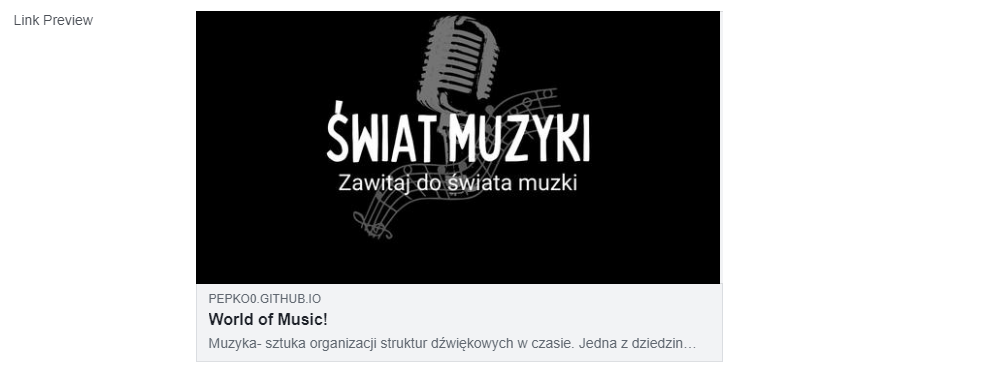 Link Preview
ŚWIAT MUZYKI
Zawitaj do świata muzki
PEPKO0.GITHUB.IO
World of Music!
Muzyka- sztuka organizacji struktur dźwiękowych w czasie. Jedna z dziedzin…